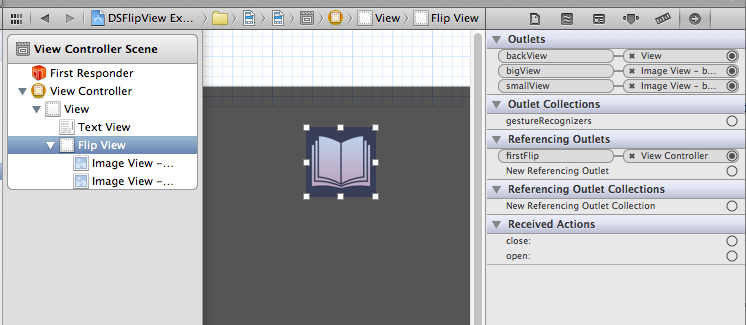 DSFlipView Ex...
View
Flip View
View Controller Scene
First Responder
View Controller
View
Text View
Flip View
Image View –...
Image View –...
Outlets
backView
View
bigView
Image View – b...
smallView
Image View – b...
Outlet Collections
gestureRecognizers
Referencing Outlets
firstFlip
View Controller
New Referencing Outlet
Referencing Outlet Collections
New Referencing Outlet Collection
Received Actions
close:
open: